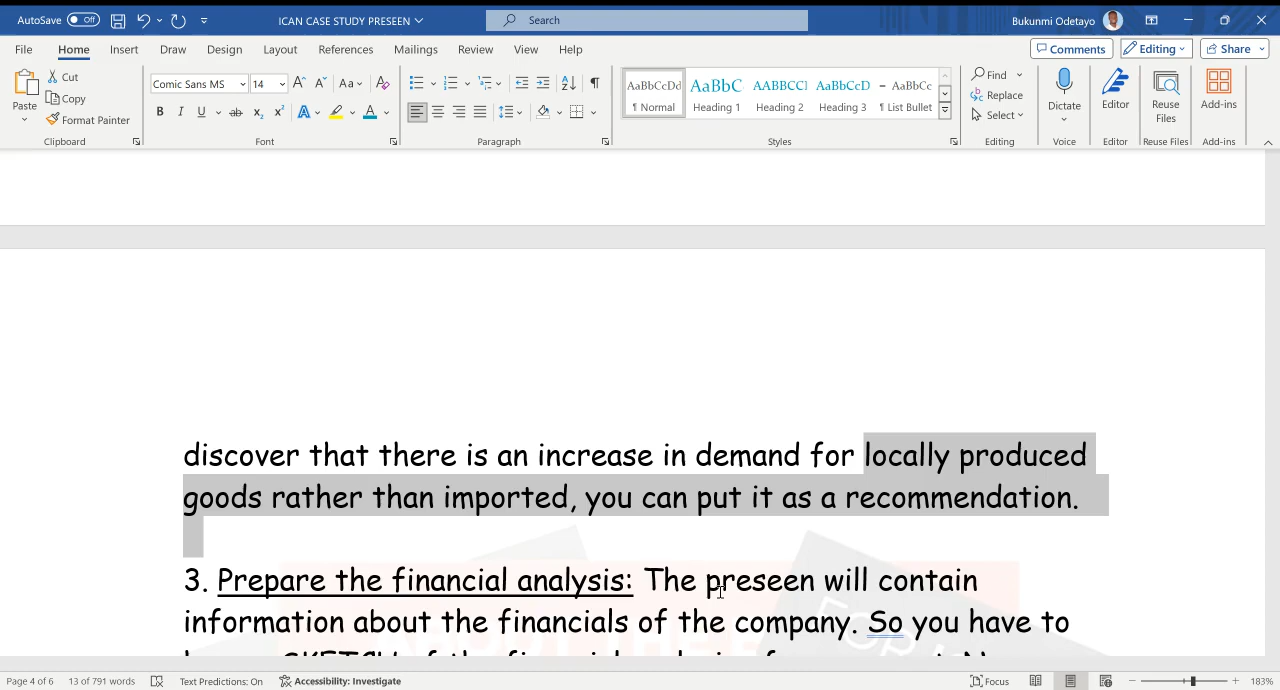 AutoSave Off ICAN CASE STUDY PRESEEN Search Bukunmi Odetayo
File Home Insert Draw Design Layout References Mailings Review View Help Comments Editing Share
Paste Cut Copy Format Painter Clipboard
Comic Sans MS 14 Aa A
B I U ab x₂ x² A A Font
Paragraph
AaBbCcDd AaBbC AABBCCI AaBbCcD AaBbCc
¶ Normal Heading 1 Heading 2 Heading 3 ¶ List Bullet
Styles
Find Replace Select Editing
Dictate Voice
Editor Editor
Reuse Files Reuse Files
Add-ins Add-ins
discover that there is an increase in demand for locally produced
goods rather than imported, you can put it as a recommendation.
3. Prepare the financial analysis: The preseen will contain
information about the financials of the company. So you have to
Page 4 of 6 13 of 791 words Text Predictions: On Accessibility: Investigate Focus 183%